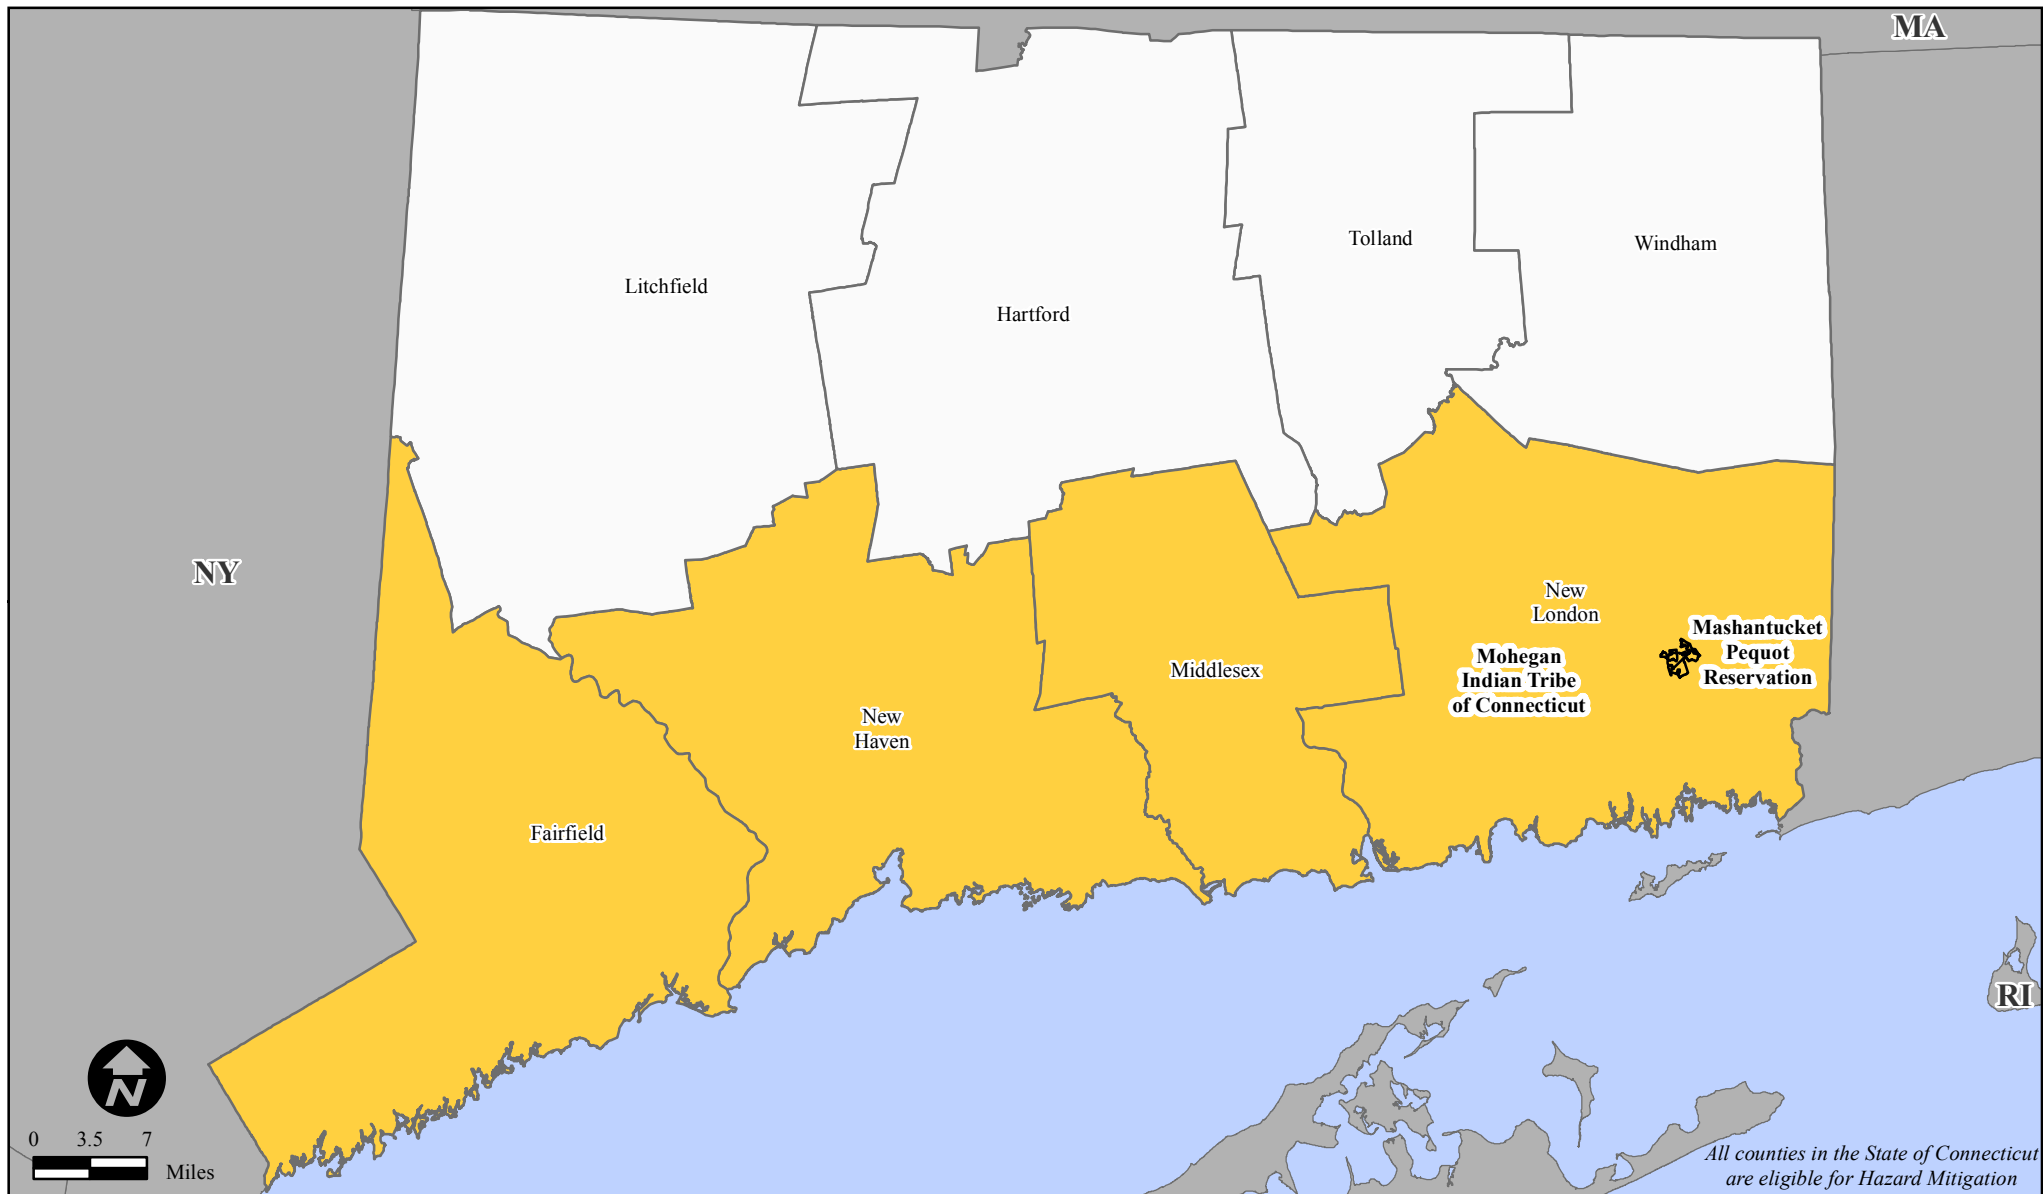 MA
Tolland
Windham
Litchfield
Hartford
NY
New
London
Mashantucket
Pequot
Reservation
Mohegan
Indian Tribe
of Connecticut
Middlesex
New
Haven
Fairfield
RI
N
0 3.5 7
Miles
All counties in the State of Connecticut
are eligible for Hazard Mitigation